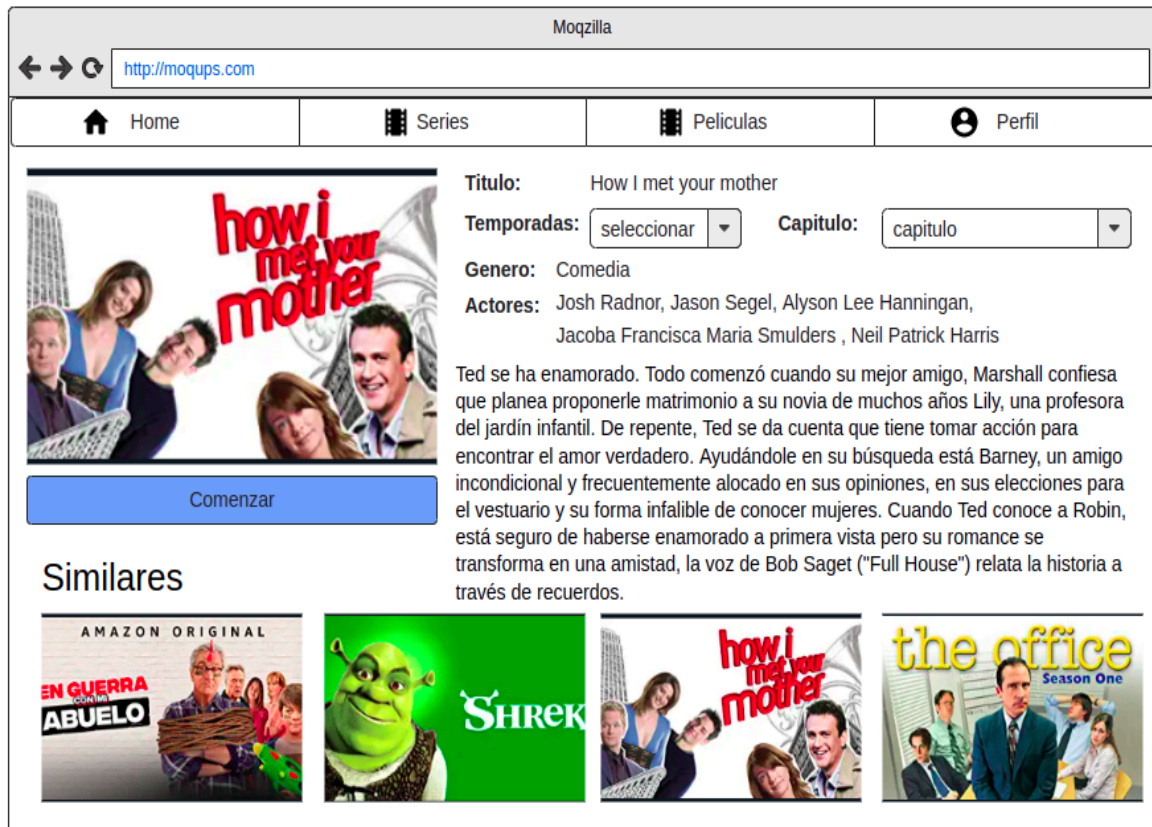 Moqzilla
http://moqups.com
Home
Series
Peliculas
Perfil
how i
met your
mother
Titulo: How I met your mother
Temporadas: seleccionar Capitulo: capitulo
Genero: Comedia
Actores: Josh Radnor, Jason Segel, Alyson Lee Hanningan,
Jacoba Francisca Maria Smulders , Neil Patrick Harris
Ted se ha enamorado. Todo comenzó cuando su mejor amigo, Marshall confiesa
que planea proponerle matrimonio a su novia de muchos años Lily, una profesora
del jardín infantil. De repente, Ted se da cuenta que tiene tomar acción para
encontrar el amor verdadero. Ayudándole en su búsqueda está Barney, un amigo
incondicional y frecuentemente alocado en sus opiniones, en sus elecciones para
el vestuario y su forma infalible de conocer mujeres. Cuando Ted conoce a Robin,
está seguro de haberse enamorado a primera vista pero su romance se
transforma en una amistad, la voz de Bob Saget ("Full House") relata la historia a
través de recuerdos.
Comenzar
Similares
AMAZON ORIGINAL
EN GUERRA
CON MI
ABUELO
SHREK
how i
met your
mother
the office
Season One